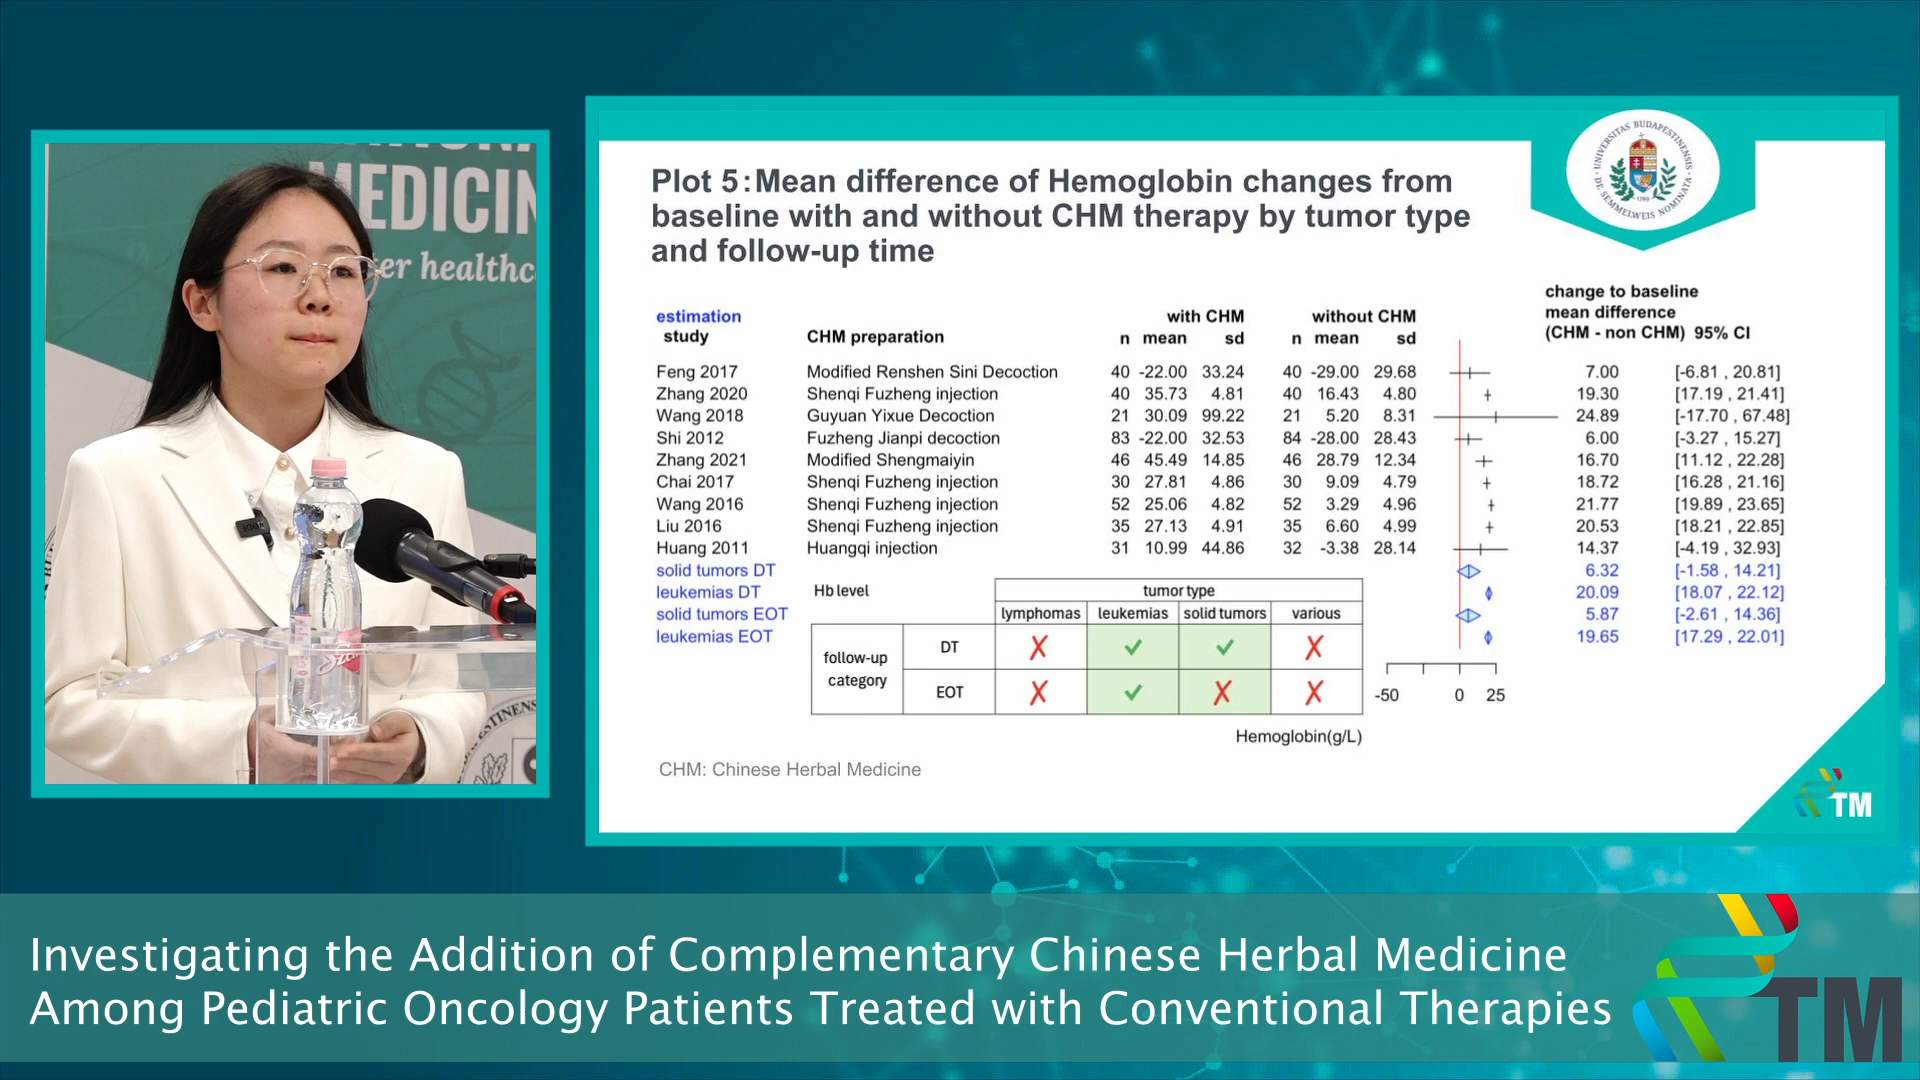 MEDICIN
er healthc
Plot 5:Mean difference of Hemoglobin changes from
baseline with and without CHM therapy by tumor type
and follow-up time
UNIVERSITAS BUDAPESTINENSIS DE SEMMELWEIS NOMINATA
1769
change to baseline
mean difference
(CHM - non CHM) 95% CI
estimation with CHM without CHM
study CHM preparation n mean sd n mean sd
Feng 2017 Modified Renshen Sini Decoction 40 -22.00 33.24 40 -29.00 29.68 7.00 [-6.81 , 20.81]
Zhang 2020 Shenqi Fuzheng injection 40 35.73 4.81 40 16.43 4.80 19.30 [17.19 , 21.41]
Wang 2018 Guyuan Yixue Decoction 21 30.09 99.22 21 5.20 8.31 24.89 [-17.70 , 67.48]
Shi 2012 Fuzheng Jianpi decoction 83 -22.00 32.53 84 -28.00 28.43 6.00 [-3.27 , 15.27]
Zhang 2021 Modified Shengmaiyin 46 45.49 14.85 46 28.79 12.34 16.70 [11.12 , 22.28]
Chai 2017 Shenqi Fuzheng injection 30 27.81 4.86 30 9.09 4.79 18.72 [16.28 , 21.16]
Wang 2016 Shenqi Fuzheng injection 52 25.06 4.82 52 3.29 4.96 21.77 [19.89 , 23.65]
Liu 2016 Shenqi Fuzheng injection 35 27.13 4.91 35 6.60 4.99 20.53 [18.21 , 22.85]
Huang 2011 Huangqi injection 31 10.99 44.86 32 -3.38 28.14 14.37 [-4.19 , 32.93]
solid tumors DT 6.32 [-1.58 , 14.21]
leukemias DT 20.09 [18.07 , 22.12]
solid tumors EOT 5.87 [-2.61 , 14.36]
leukemias EOT 19.65 [17.29 , 22.01]
Hb level tumor type
lymphomas leukemias solid tumors various
follow-up
category
DT
EOT
-50 0 25
Hemoglobin(g/L)
CHM: Chinese Herbal Medicine
TM
Investigating the Addition of Complementary Chinese Herbal Medicine
Among Pediatric Oncology Patients Treated with Conventional Therapies
TM